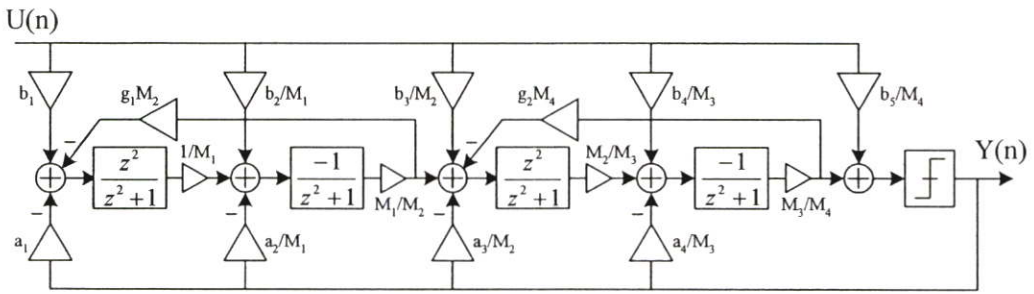 U(n)
b₁ g₁M₂ b₂/M₁ b₃/M₂ g₂M₄ b₄/M₃ b₅/M₄
− − Y(n)
z² / (z² + 1) 1/M₁ −1 / (z² + 1) M₁/M₂ z² / (z² + 1) M₂/M₃ −1 / (z² + 1) M₃/M₄
− − − −
a₁ a₂/M₁ a₃/M₂ a₄/M₃